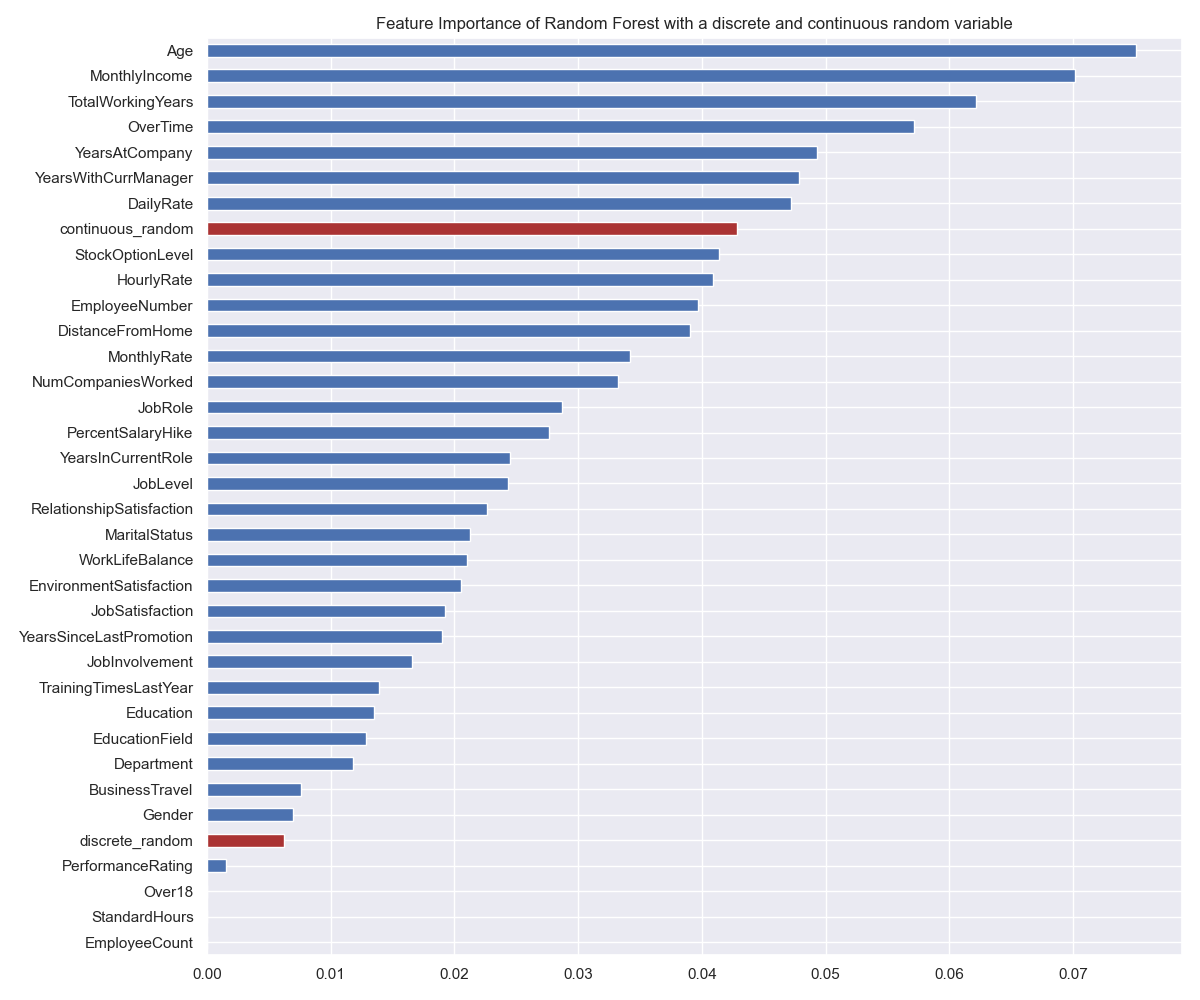 Feature Importance of Random Forest with a discrete and continuous random variable
Age
MonthlyIncome
TotalWorkingYears
OverTime
YearsAtCompany
YearsWithCurrManager
DailyRate
continuous_random
StockOptionLevel
HourlyRate
EmployeeNumber
DistanceFromHome
MonthlyRate
NumCompaniesWorked
JobRole
PercentSalaryHike
YearsInCurrentRole
JobLevel
RelationshipSatisfaction
MaritalStatus
WorkLifeBalance
EnvironmentSatisfaction
JobSatisfaction
YearsSinceLastPromotion
JobInvolvement
TrainingTimesLastYear
Education
EducationField
Department
BusinessTravel
Gender
discrete_random
PerformanceRating
Over18
StandardHours
EmployeeCount
0.00 0.01 0.02 0.03 0.04 0.05 0.06 0.07